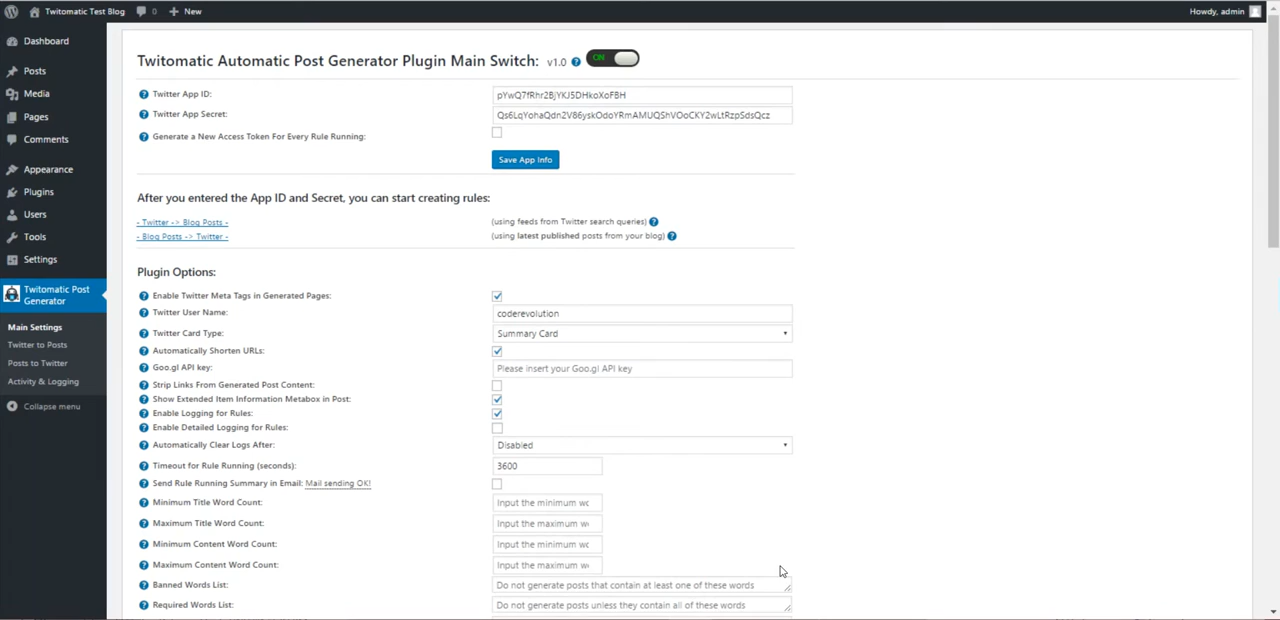 Twitomatic Test Blog 0 New Howdy, admin
Dashboard
Posts
Media
Pages
Comments
Appearance
Plugins
Users
Tools
Settings
Twitomatic Post
Generator
Main Settings
Twitter to Posts
Posts to Twitter
Activity & Logging
Collapse menu
Twitomatic Automatic Post Generator Plugin Main Switch: v1.0 ? ON
? Twitter App ID: pYwQ7fRhr2BjYKJ5DHkoXoFBH
? Twitter App Secret: Qs6LqYohaQdn2V86yskOdoYRmAMUQShVOoCKY2wLtRzpSdsQcz
? Generate a New Access Token For Every Rule Running:
Save App Info
After you entered the App ID and Secret, you can start creating rules:
- Twitter -> Blog Posts - (using feeds from Twitter search queries) ?
- Blog Posts -> Twitter - (using latest published posts from your blog) ?
Plugin Options:
? Enable Twitter Meta Tags in Generated Pages:
? Twitter User Name: coderevolution
? Twitter Card Type: Summary Card
? Automatically Shorten URLs:
? Goo.gl API key: Please insert your Goo.gl API key
? Strip Links From Generated Post Content:
? Show Extended Item Information Metabox in Post:
? Enable Logging for Rules:
? Enable Detailed Logging for Rules:
? Automatically Clear Logs After: Disabled
? Timeout for Rule Running (seconds): 3600
? Send Rule Running Summary in Email: Mail sending OK!
? Minimum Title Word Count: Input the minimum wc
? Maximum Title Word Count: Input the maximum w
? Minimum Content Word Count: Input the minimum wc
? Maximum Content Word Count: Input the maximum w
? Banned Words List: Do not generate posts that contain at least one of these words
? Required Words List: Do not generate posts unless they contain all of these words